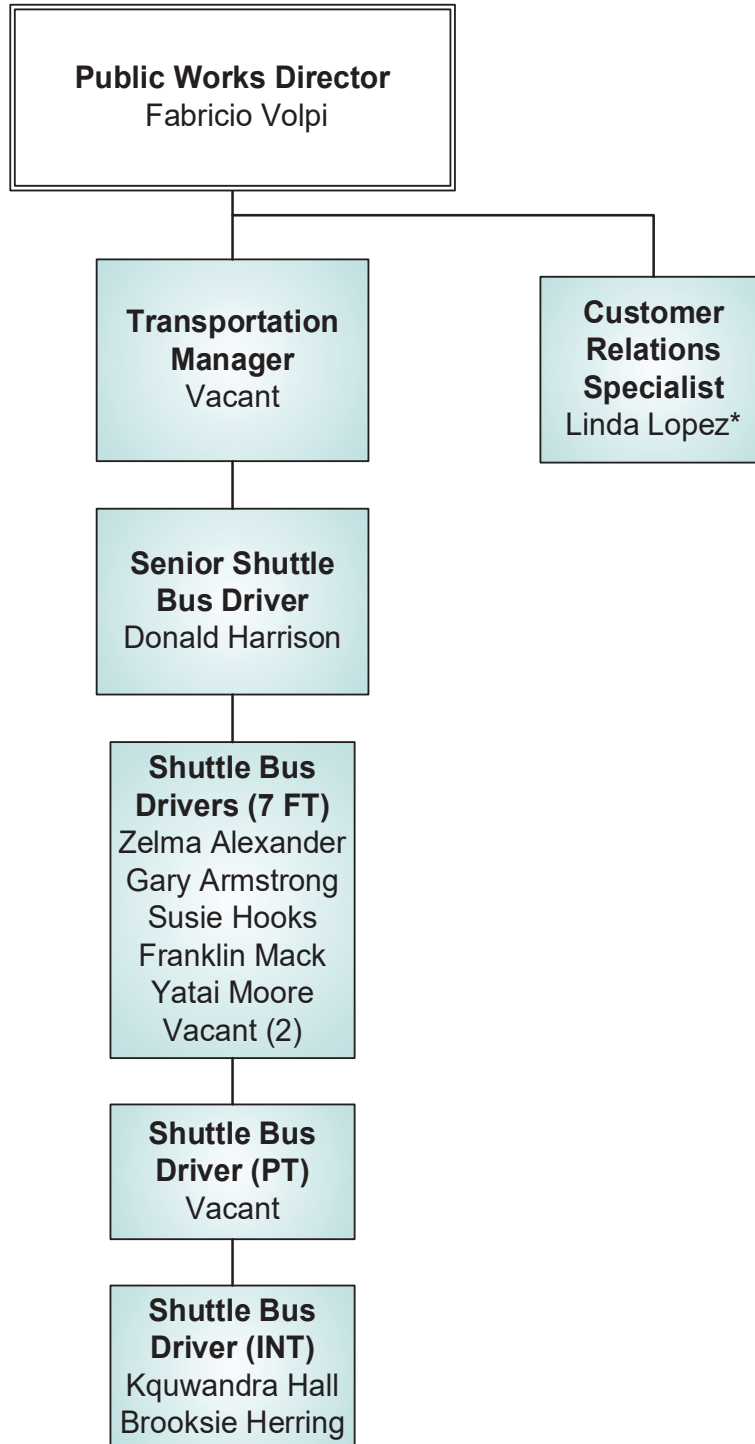 Public Works Director
Fabricio Volpi
Transportation
Manager
Vacant
Customer
Relations
Specialist
Linda Lopez*
Senior Shuttle
Bus Driver
Donald Harrison
Shuttle Bus
Drivers (7 FT)
Zelma Alexander
Gary Armstrong
Susie Hooks
Franklin Mack
Yatai Moore
Vacant (2)
Shuttle Bus
Driver (PT)
Vacant
Shuttle Bus
Driver (INT)
Kquwandra Hall
Brooksie Herring